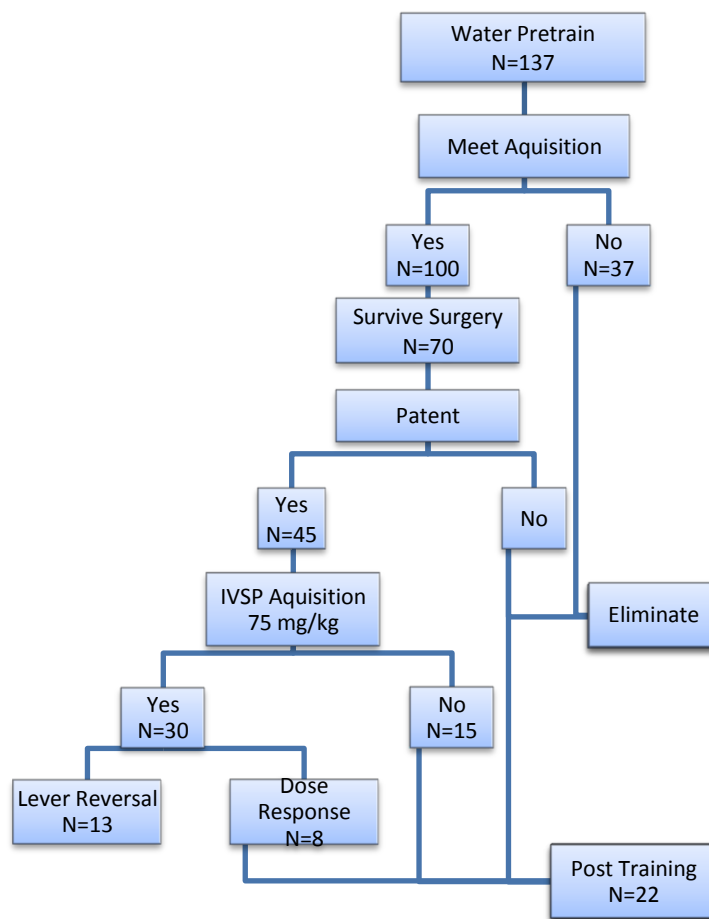 Water Pretrain
N=137
Meet Aquisition
Yes
N=100
No
N=37
Survive Surgery
N=70
Patent
Yes
N=45
No
IVSP Aquisition
75 mg/kg
Eliminate
Yes
N=30
No
N=15
Lever Reversal
N=13
Dose
Response
N=8
Post Training
N=22